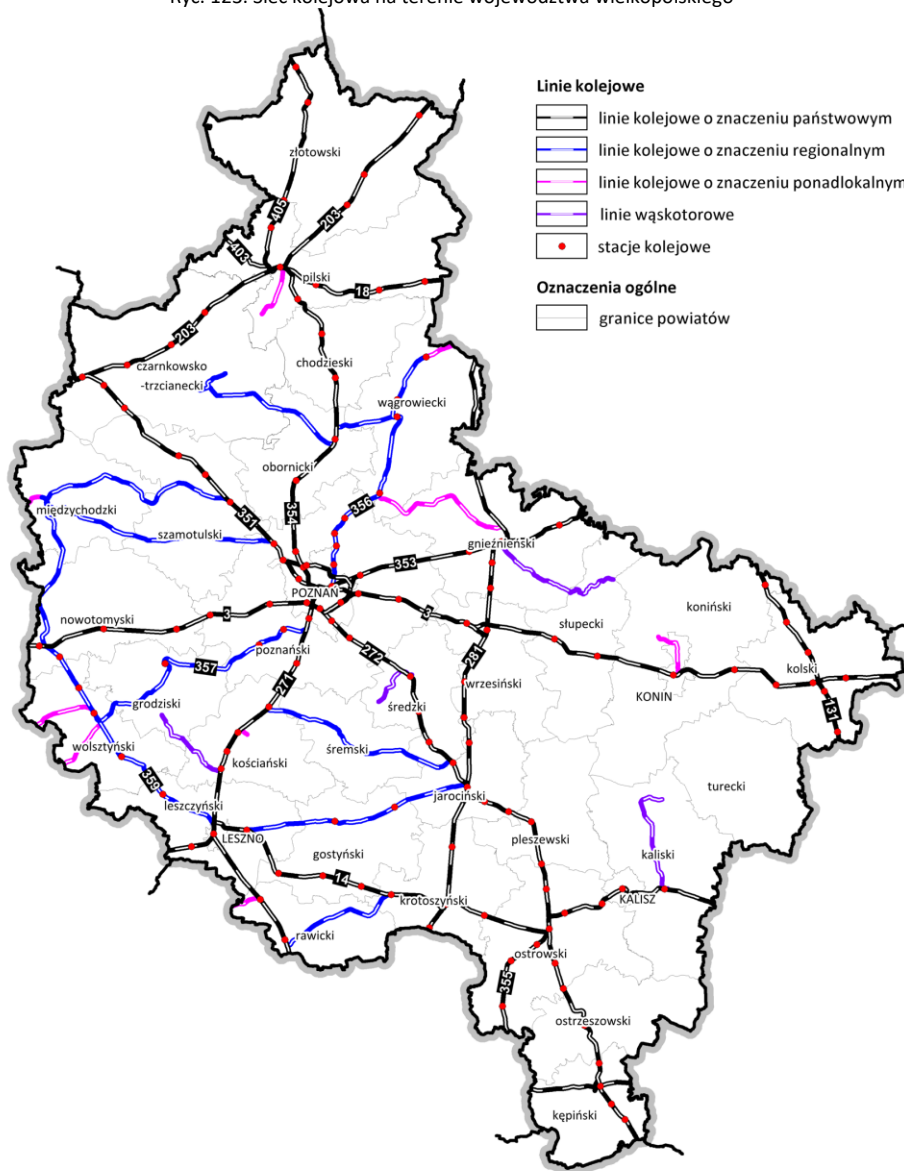 Ryc. 123. Sieć kolejowa na terenie województwa wielkopolskiego
Linie kolejowe
linie kolejowe o znaczeniu państwowym
linie kolejowe o znaczeniu regionalnym
linie kolejowe o znaczeniu ponadlokalnym
linie wąskotorowe
stacje kolejowe
Oznaczenia ogólne
granice powiatów
złotowski
405
203
403
pilski
18
203
czarnkowsko
-trzcianecki
chodzieski
wągrowiecki
obornicki
międzychodzki
szamotulski
351
354
356
gnieźnieński
353
POZNAŃ
nowotomyski
3
3
słupecki
koniński
poznański
357
272
281
271
wrzesiński
KONIN
kolski
131
grodziski
średzki
wolsztyński
kościański
śremski
359
leszczyński
jarociński
turecki
LESZNO
gostyński
pleszewski
kaliski
14
krotoszyński
KALISZ
rawicki
ostrowski
355
ostrzeszowski
kępiński